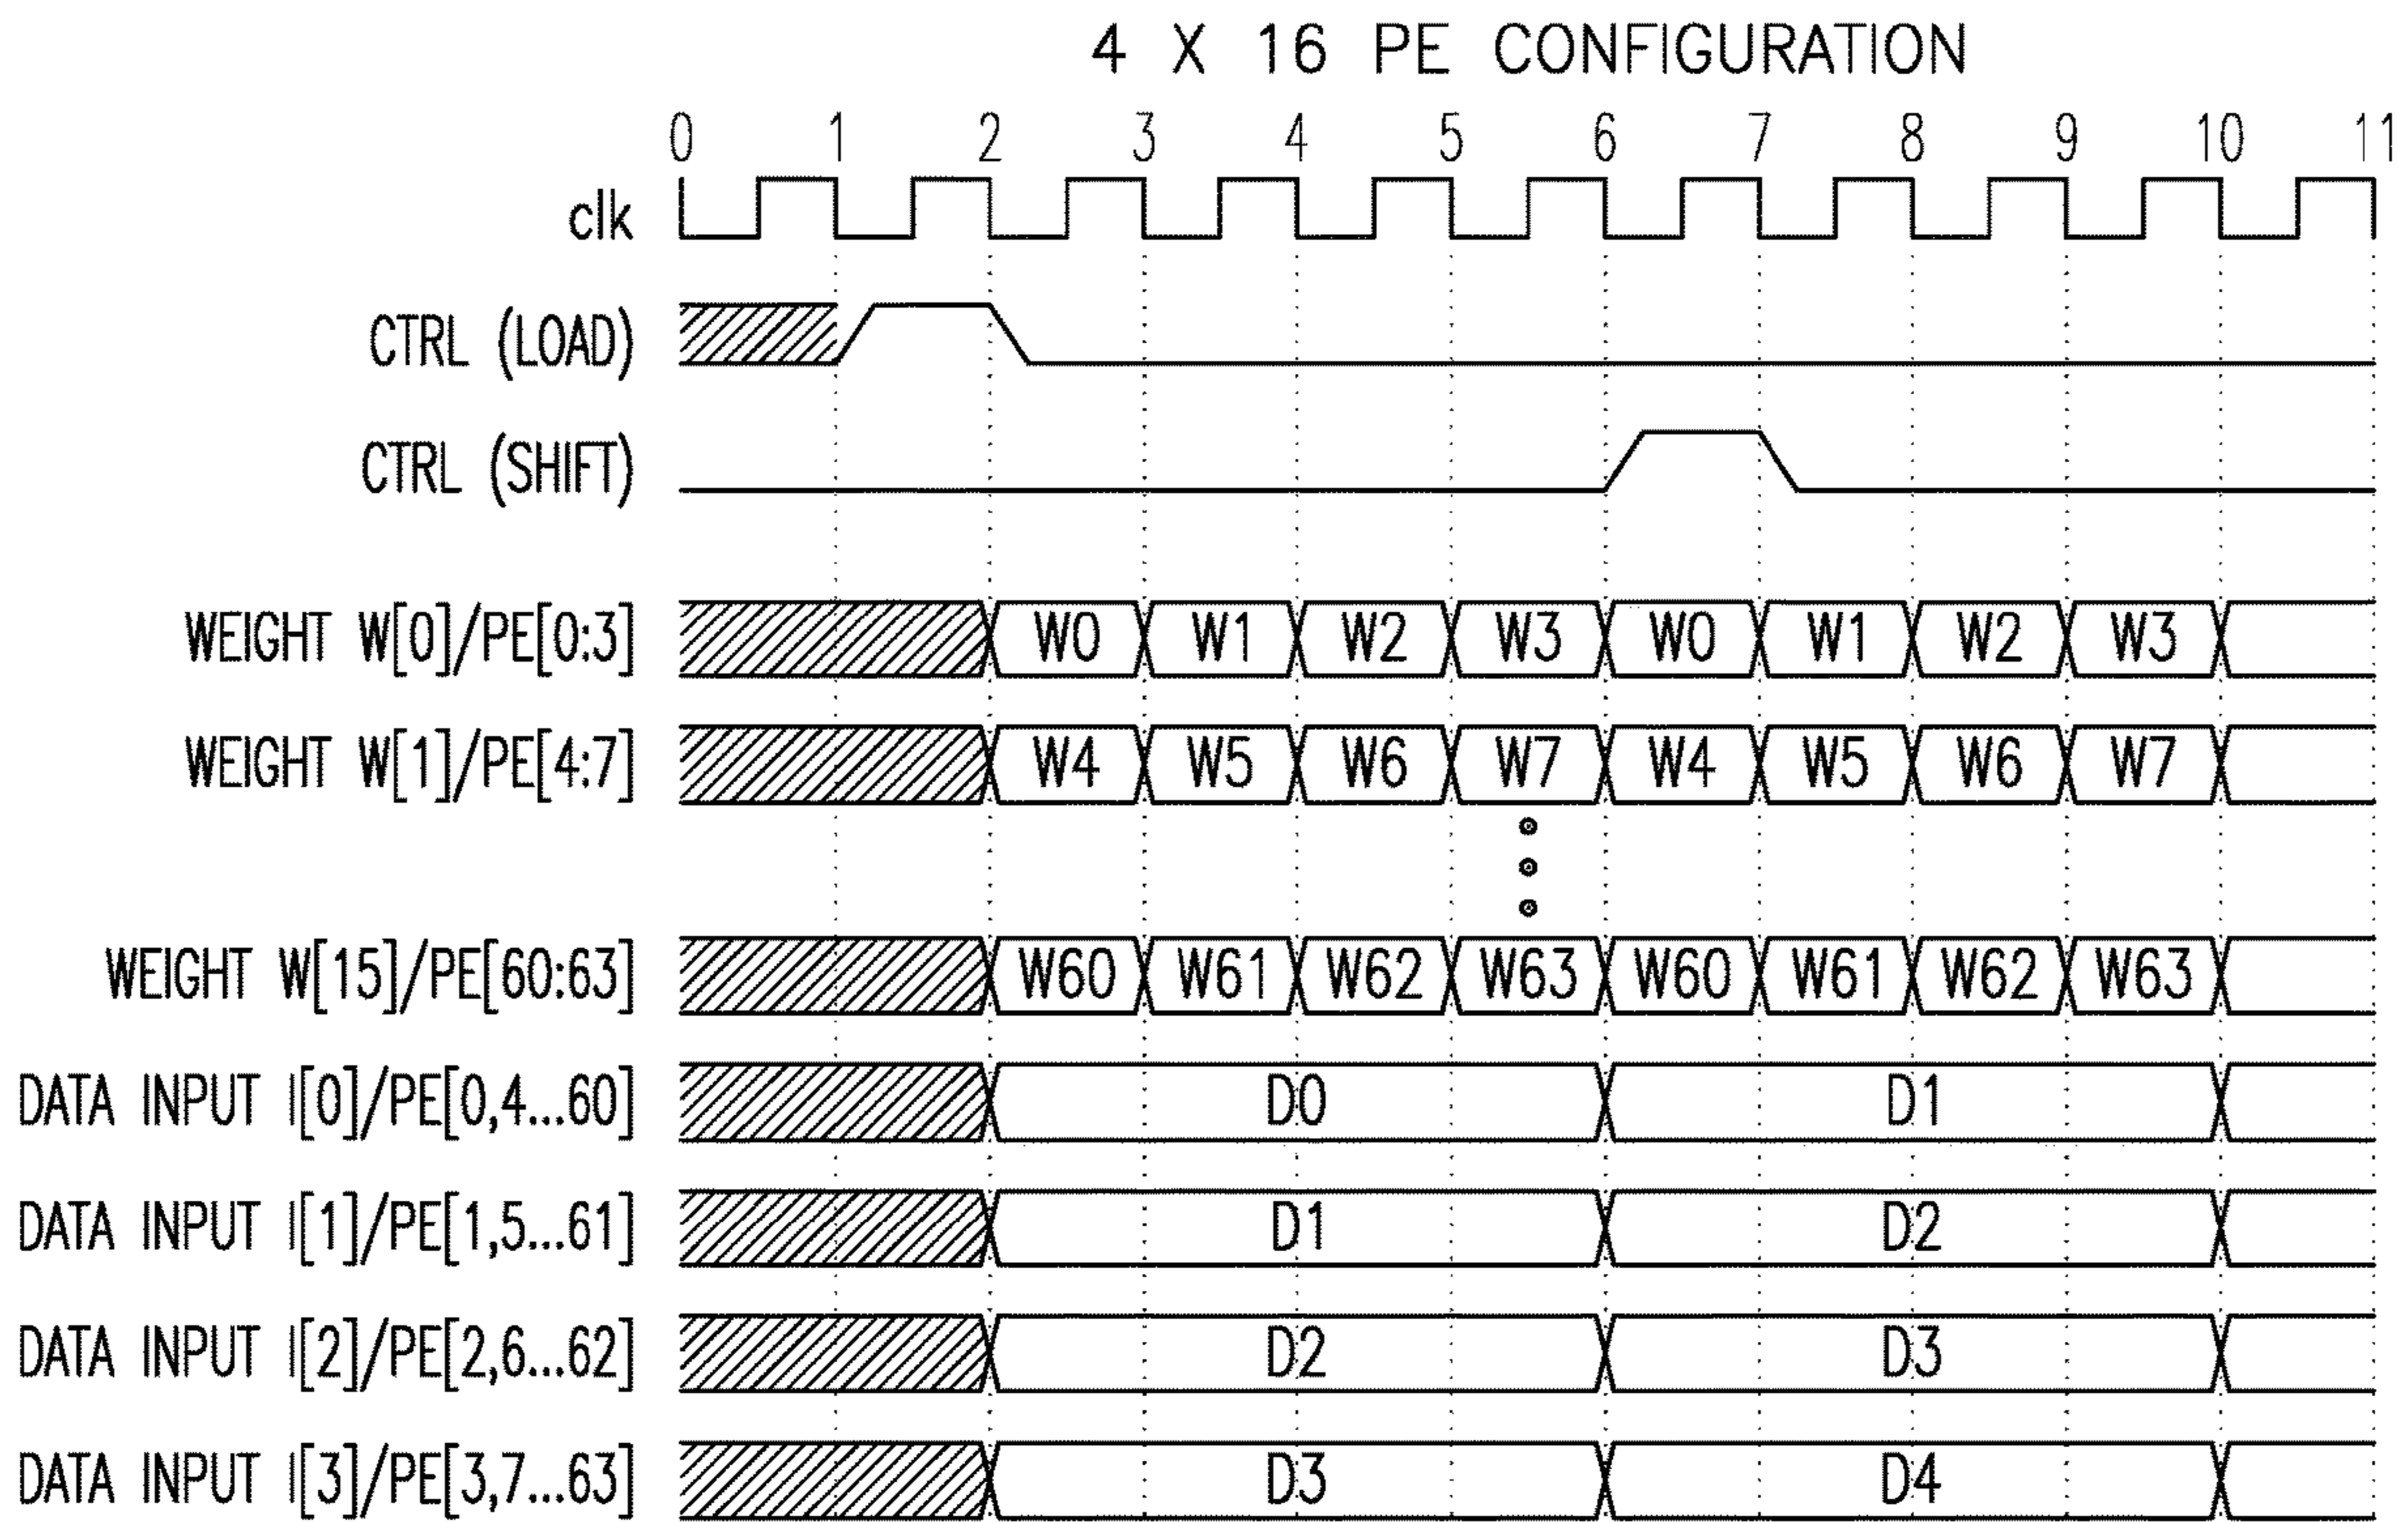 4 X 16 PE CONFIGURATION
0 1 2 3 4 5 6 7 8 9 10 11
clk
CTRL (LOAD)
CTRL (SHIFT)
WEIGHT W[0]/PE[0:3] W0 W1 W2 W3 W0 W1 W2 W3
WEIGHT W[1]/PE[4:7] W4 W5 W6 W7 W4 W5 W6 W7
WEIGHT W[15]/PE[60:63] W60 W61 W62 W63 W60 W61 W62 W63
DATA INPUT I[0]/PE[0,4...60] D0 D1
DATA INPUT I[1]/PE[1,5...61] D1 D2
DATA INPUT I[2]/PE[2,6...62] D2 D3
DATA INPUT I[3]/PE[3,7...63] D3 D4